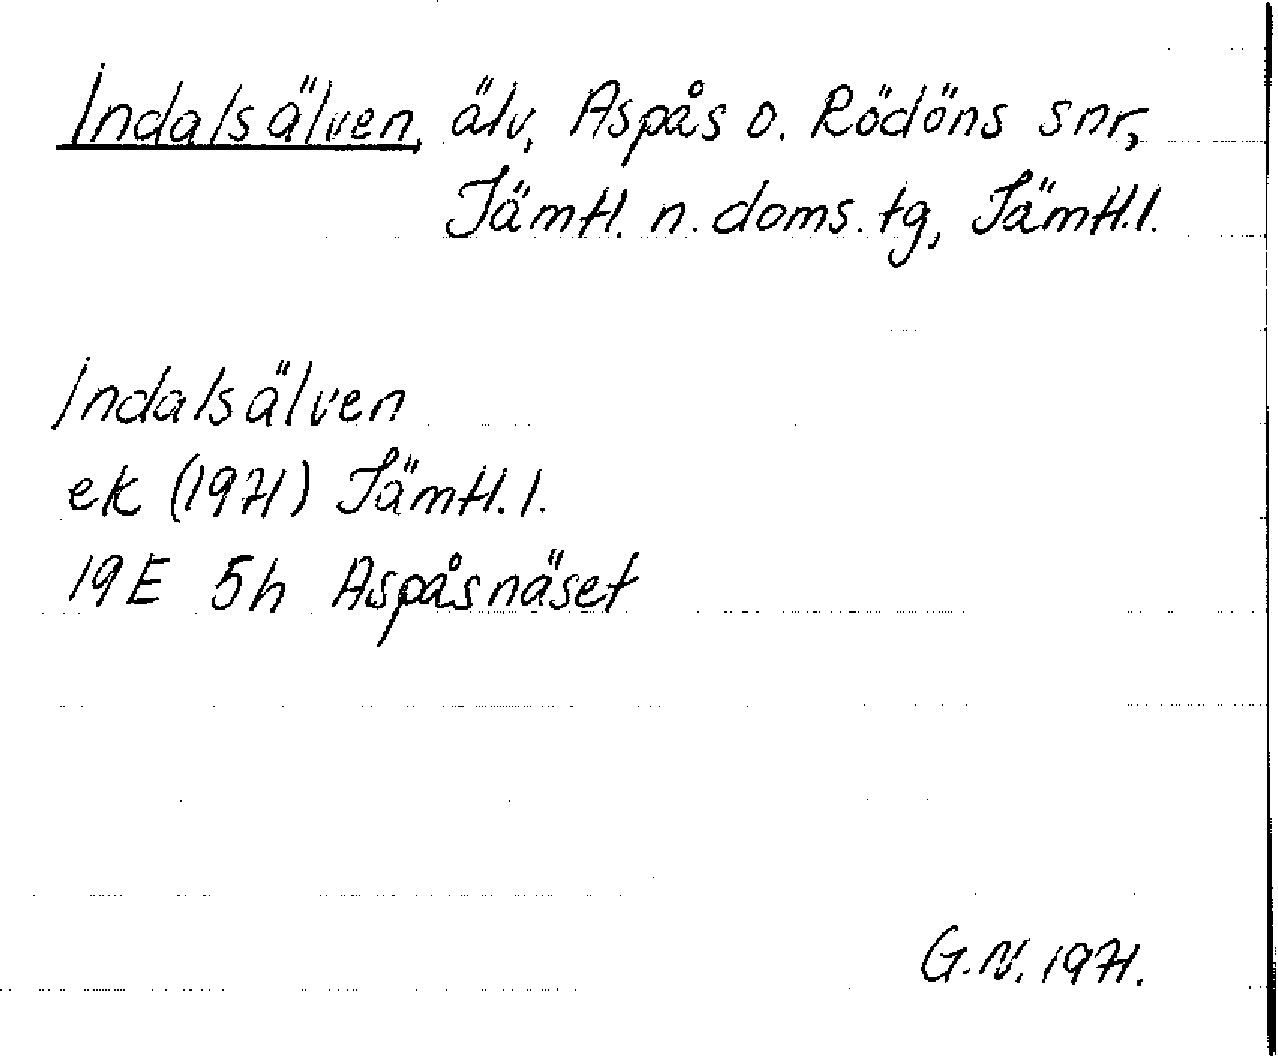 Indalsälven, älv, Aspås o. Rödöns snr,
Jämtl. n. doms. tg, Jämtl.l.
Indalsälven
ek (1971) Jämtl. l.
19E 5h Aspåsnäset
G.N. 1971.